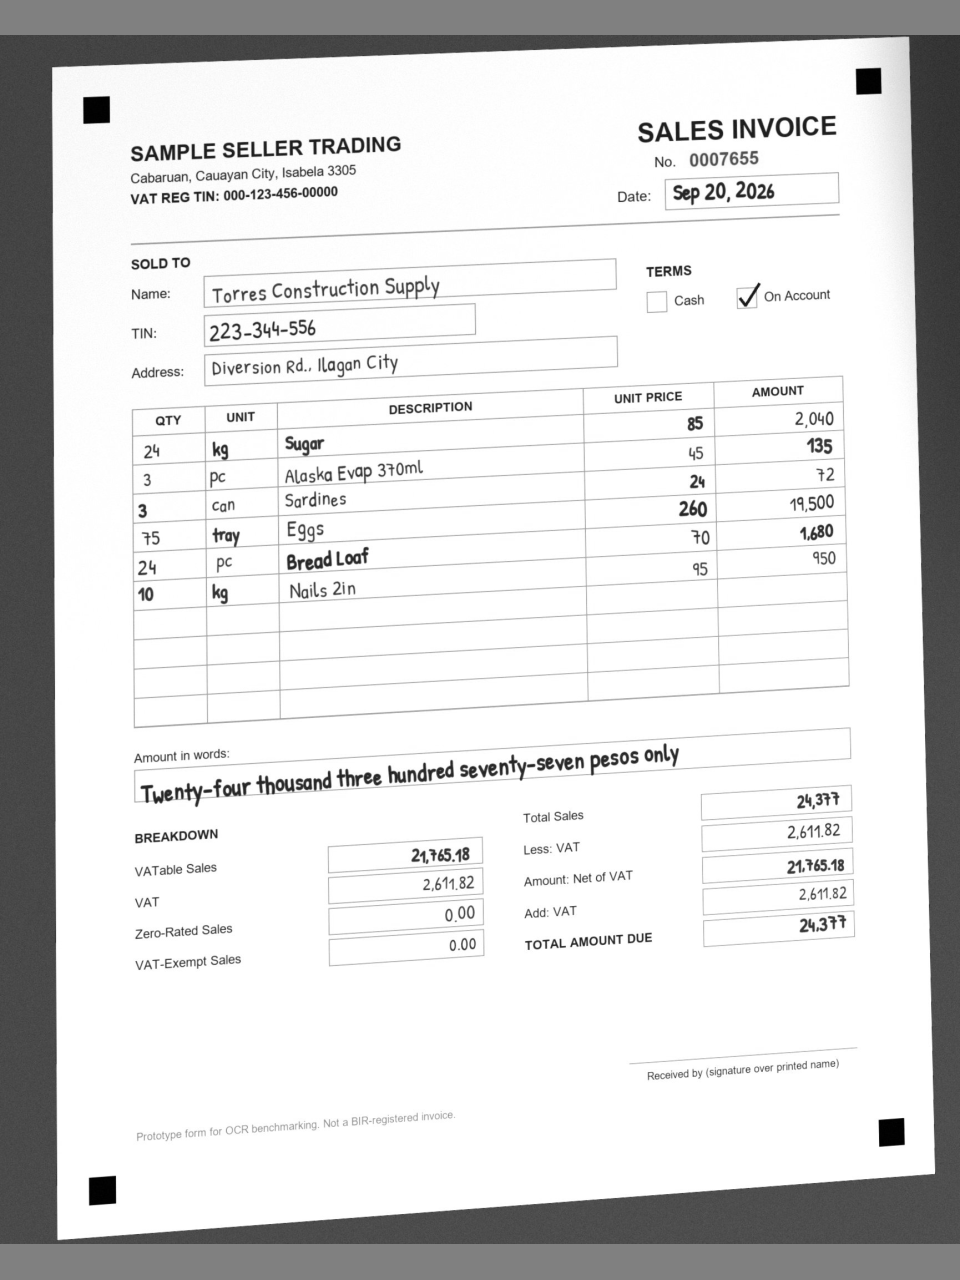 SAMPLE SELLER TRADING
Cabaruan, Cauayan City, Isabela 3305
VAT REG TIN: 000-123-456-00000
SALES INVOICE
No. 0007655
Date: Sep 20, 2026
SOLD TO
Name: Torres Construction Supply
TIN: 223-344-556
Address: Diversion Rd., Ilagan City
TERMS
Cash On Account
QTY UNIT DESCRIPTION UNIT PRICE AMOUNT
24 kg Sugar 85 2,040
3 pc Alaska Evap 370ml 45 135
3 can Sardines 24 72
75 tray Eggs 260 19,500
24 pc Bread Loaf 70 1,680
10 kg Nails 2in 95 950
Amount in words:
Twenty-four thousand three hundred seventy-seven pesos only
BREAKDOWN
VATable Sales 21,765.18
VAT 2,611.82
Zero-Rated Sales 0.00
VAT-Exempt Sales 0.00
Total Sales 24,377
Less: VAT 2,611.82
Amount: Net of VAT 21,765.18
Add: VAT 2,611.82
TOTAL AMOUNT DUE 24,377
Received by (signature over printed name)
Prototype form for OCR benchmarking. Not a BIR-registered invoice.